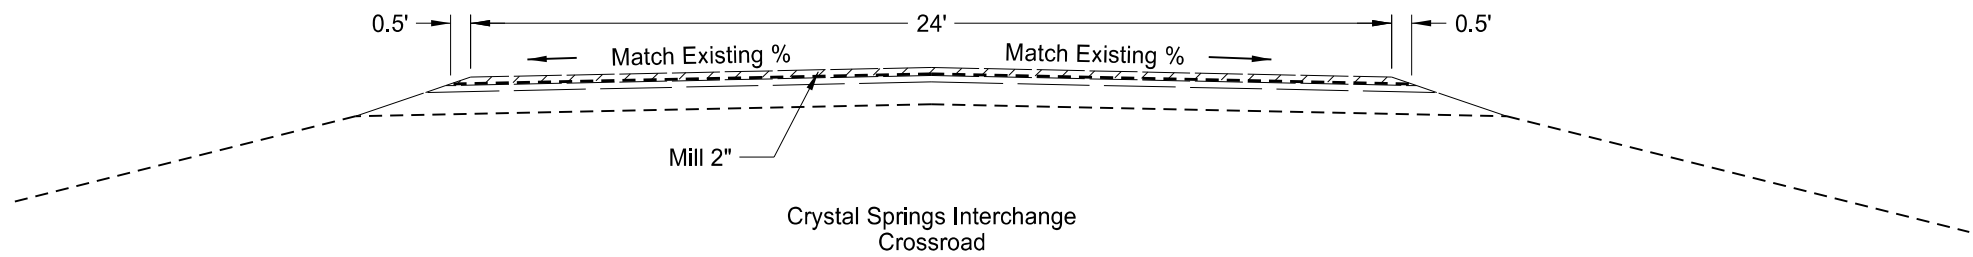 0.5' 24' 0.5'
Match Existing % Match Existing %
Mill 2"
Crystal Springs Interchange
Crossroad